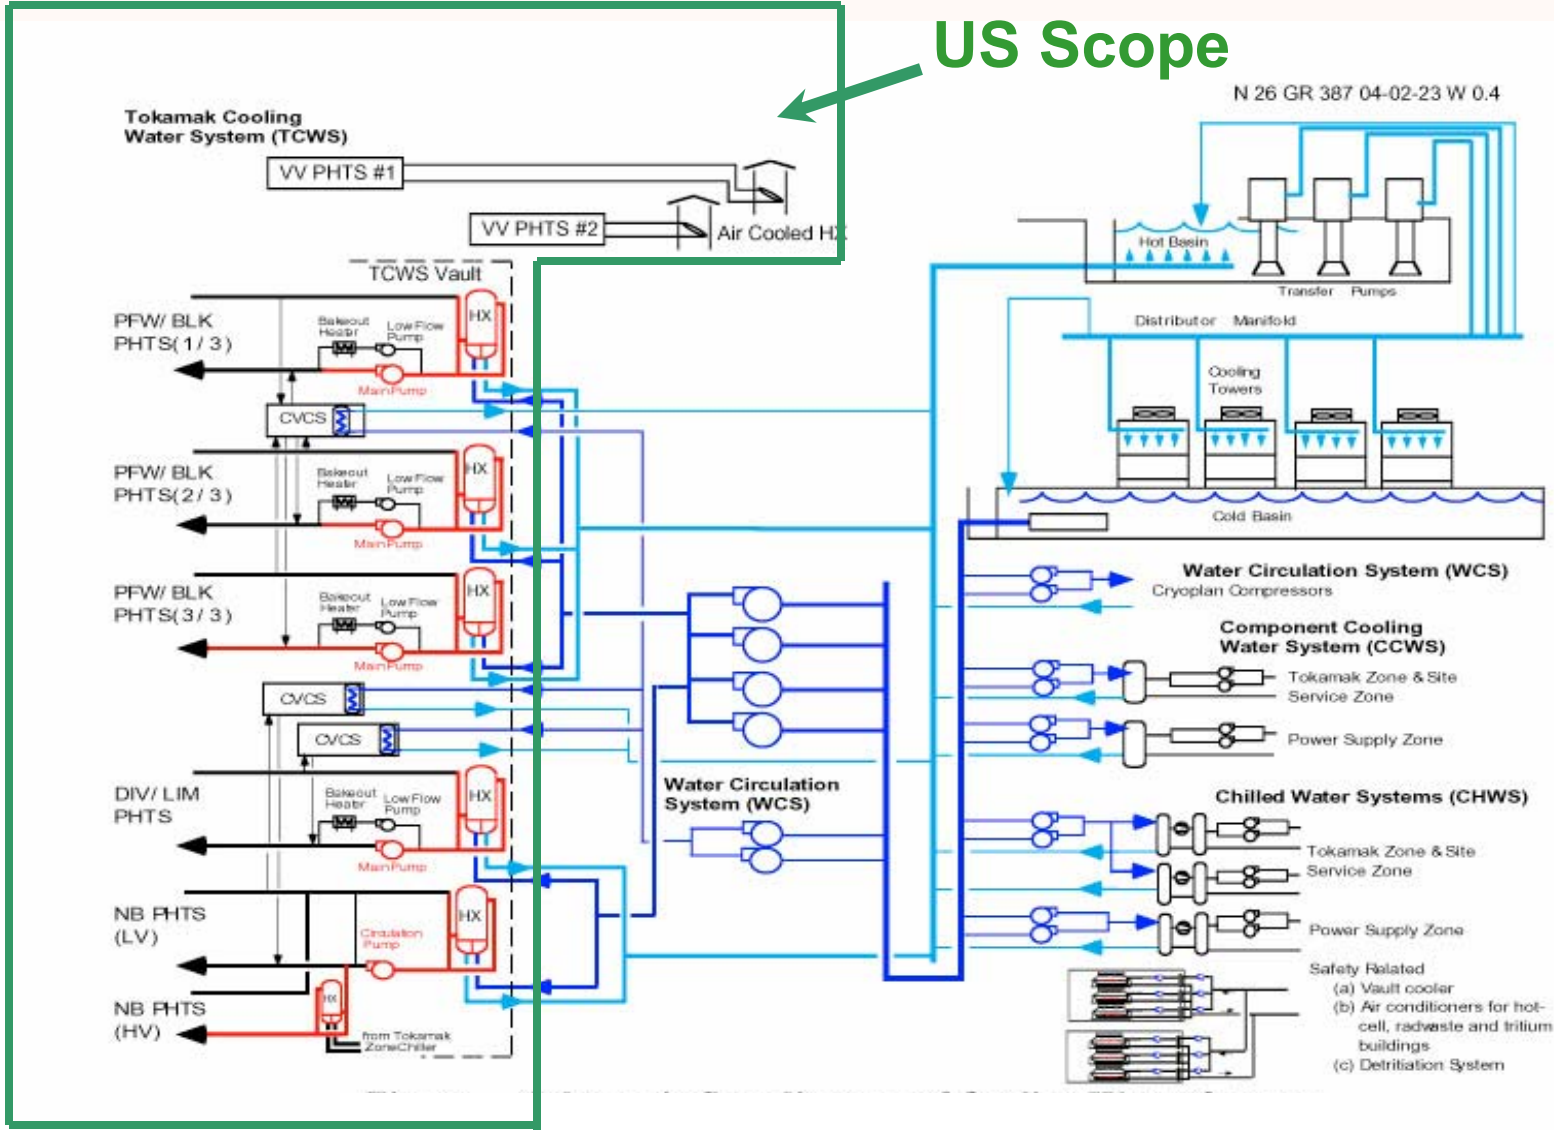 US Scope
N 26 GR 387 04-02-23 W 0.4
Tokamak Cooling
Water System (TCWS)
VV PHTS #1
VV PHTS #2
Air Cooled HX
TCWS Vault
Hot Basin
Transfer Pumps
Distributor Manifold
Cooling
Towers
Cold Basin
PFW/ BLK
PHTS( 1 / 3 )
Bakeout
Heater
Low Flow
Pump
HX
Main Pump
CVCS
PFW/ BLK
PHTS( 2 / 3 )
Bakeout
Heater
Low Flow
Pump
HX
Main Pump
PFW/ BLK
PHTS( 3 / 3 )
Bakeout
Heater
Low Flow
Pump
HX
Main Pump
CVCS
CVCS
DIV/ LIM
PHTS
Bakeout
Heater
Low Flow
Pump
HX
Main Pump
NB PHTS
(LV)
Circulation
Pump
HX
NB PHTS
(HV)
HX
from Tokamak
Zone Chiller
Water Circulation
System (WCS)
Water Circulation System (WCS)
Cryoplan Compressors
Component Cooling
Water System (CCWS)
Tokamak Zone & Site
Service Zone
Power Supply Zone
Chilled Water Systems (CHWS)
Tokamak Zone & Site
Service Zone
Power Supply Zone
Safety Related
(a) Vault cooler
(b) Air conditioners for hot-
cell, radwaste and tritium
buildings
(c) Detritiation System